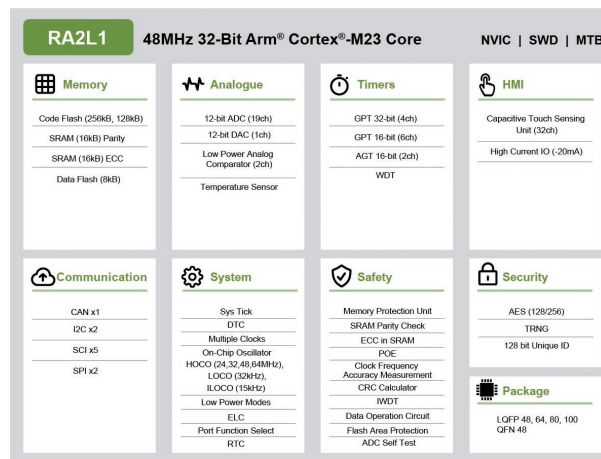 RA2L1
48MHz 32-Bit Arm® Cortex®-M23 Core
NVIC | SWD | MTB
Memory
Code Flash (256kB, 128kB)
SRAM (16kB) Parity
SRAM (16kB) ECC
Data Flash (8kB)
Analogue
12-bit ADC (19ch)
12-bit DAC (1ch)
Low Power Analog
Comparator (2ch)
Temperature Sensor
Timers
GPT 32-bit (4ch)
GPT 16-bit (6ch)
AGT 16-bit (2ch)
WDT
HMI
Capacitive Touch Sensing
Unit (32ch)
High Current IO (-20mA)
Communication
CAN x1
I2C x2
SCI x5
SPI x2
System
Sys Tick
DTC
Multiple Clocks
On-Chip Oscillator
HOCO (24,32,48,64MHz),
LOCO (32kHz),
ILOCO (15kHz)
Low Power Modes
ELC
Port Function Select
RTC
Safety
Memory Protection Unit
SRAM Parity Check
ECC in SRAM
POE
Clock Frequency
Accuracy Measurement
CRC Calculator
IWDT
Data Operation Circuit
Flash Area Protection
ADC Self Test
Security
AES (128/256)
TRNG
128 bit Unique ID
Package
LQFP 48, 64, 80, 100
QFN 48